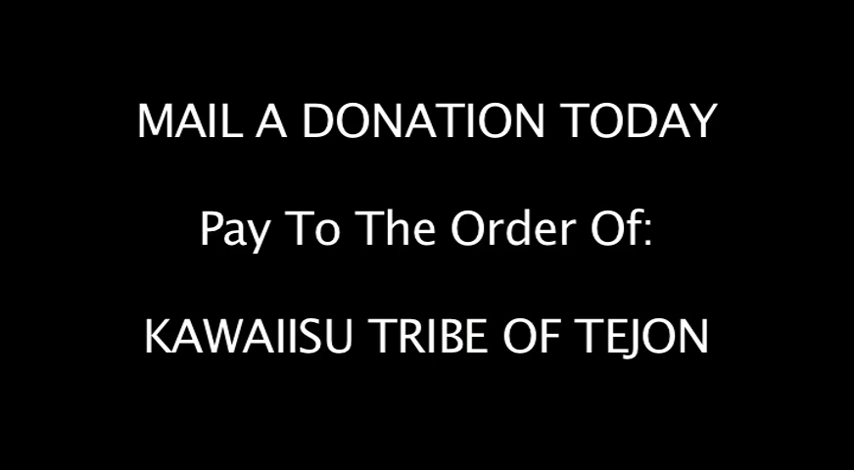 MAIL A DONATION TODAY
Pay To The Order Of:
KAWAIISU TRIBE OF TEJON